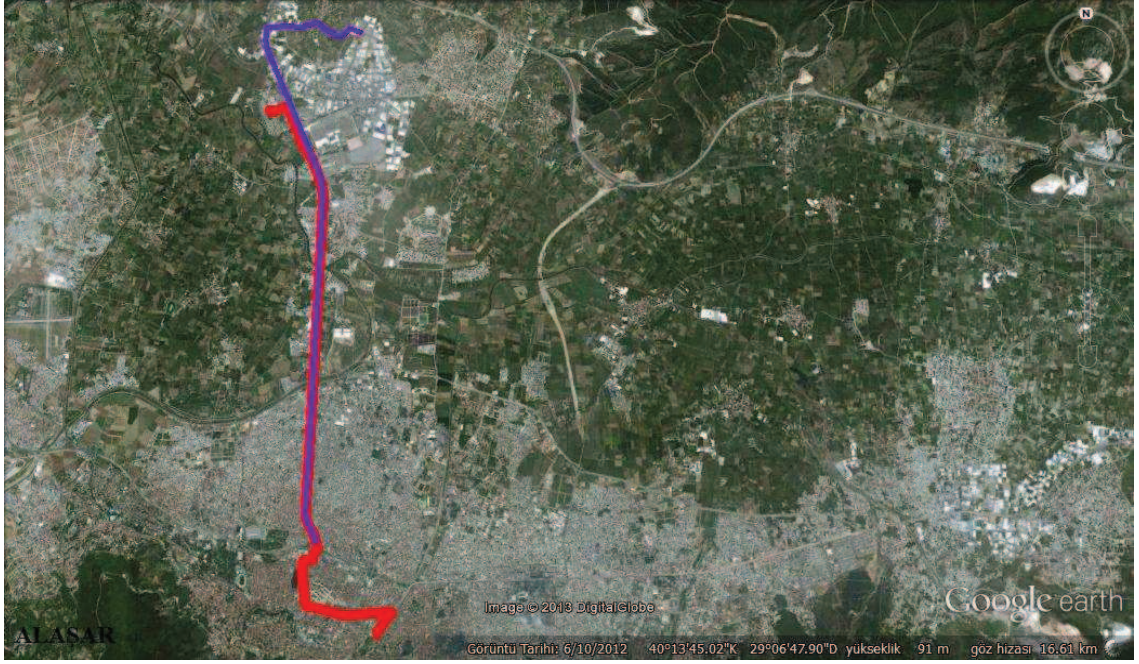 N
Image © 2013 DigitalGlobe
Google earth
ALASAR
Görüntü Tarihi: 6/10/2012 40°13'45.02"K 29°06'47.90"D yükseklik 91 m göz hizası 16.61 km